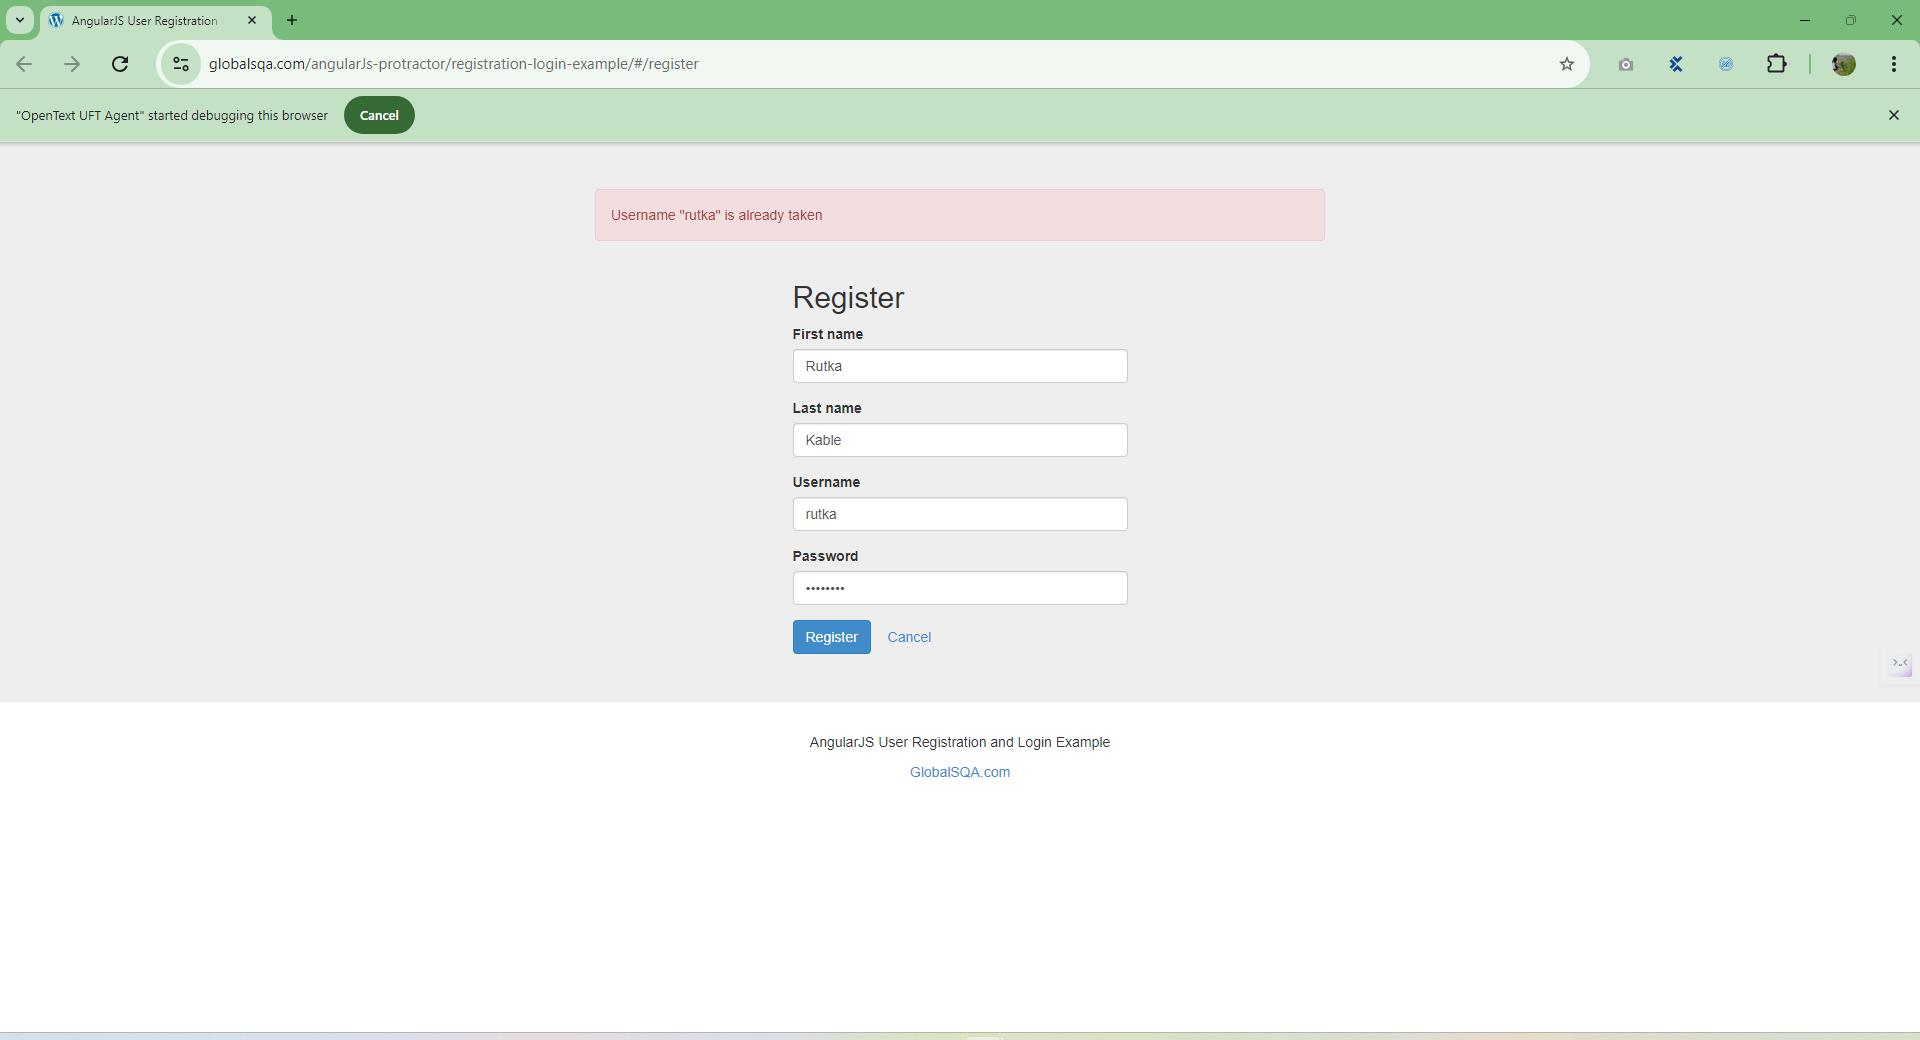 AngularJS User Registration
globalsqa.com/angularJs-protractor/registration-login-example/#/register
"OpenText UFT Agent" started debugging this browser
Cancel
Username "rutka" is already taken
Register
First name
Rutka
Last name
Kable
Username
rutka
Password
••••••••
Register
Cancel
AngularJS User Registration and Login Example
GlobalSQA.com